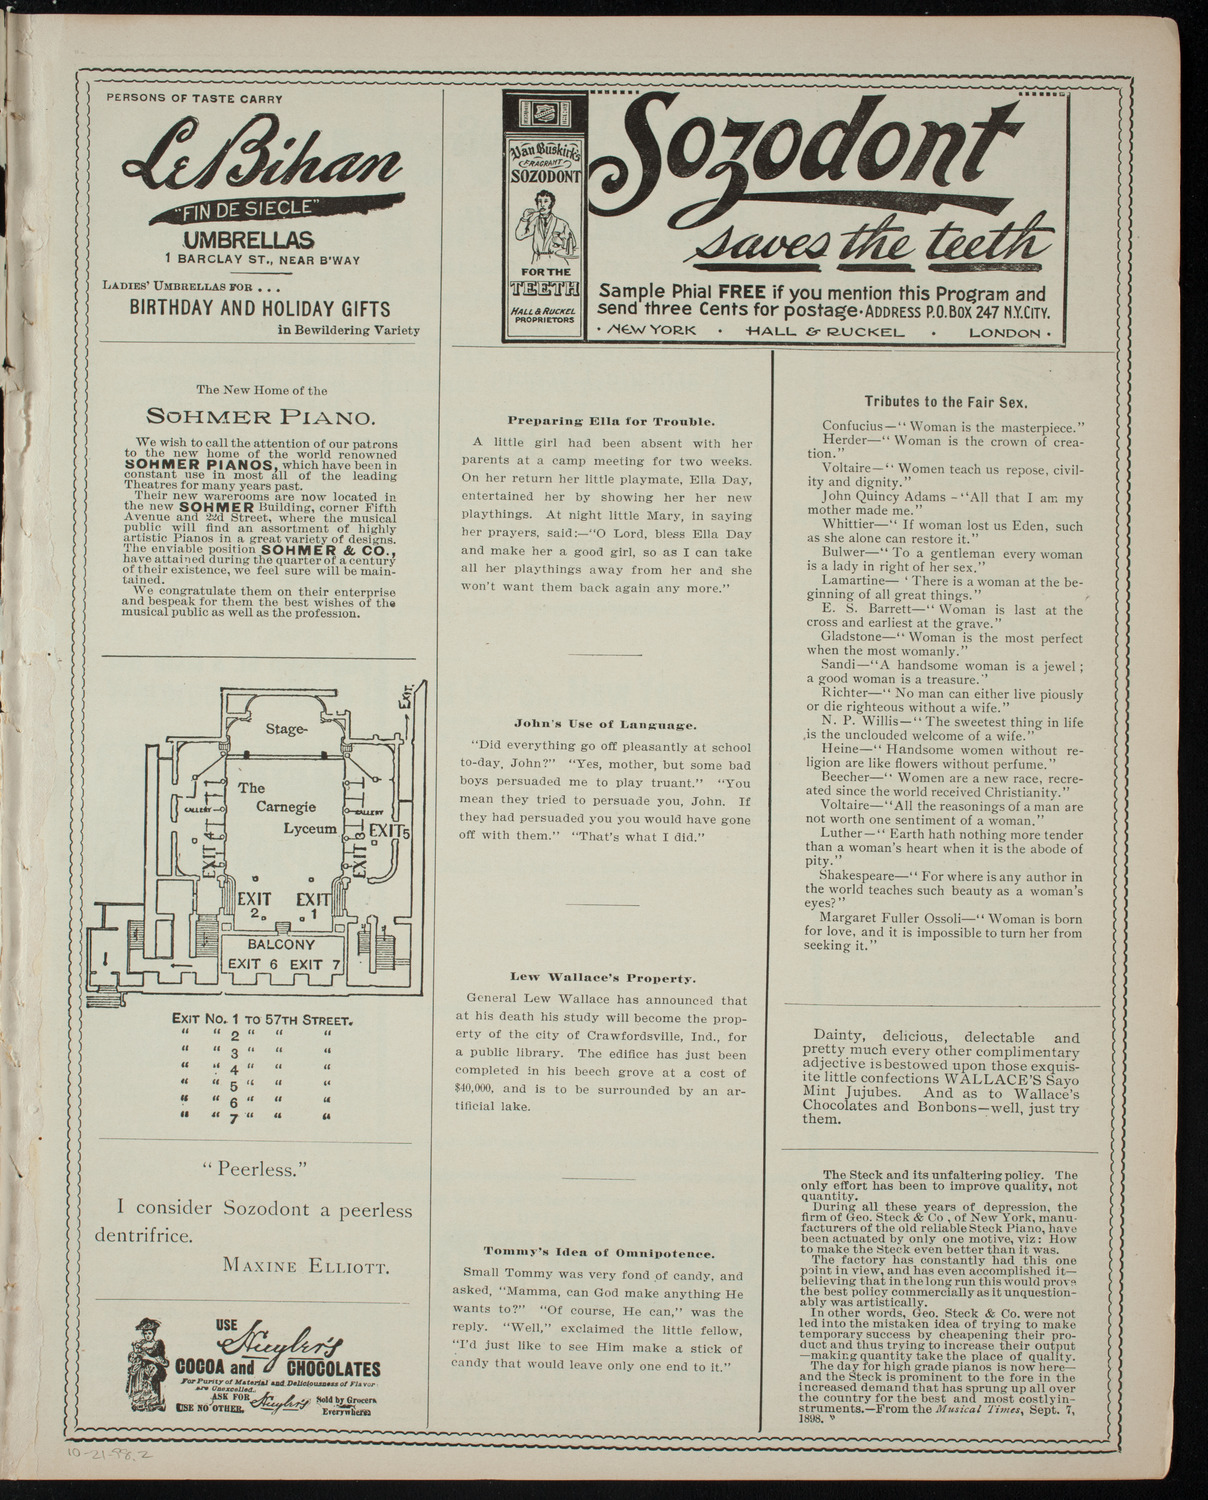 PERSONS OF TASTE CARRY
LeBihan
"FIN DE SIECLE"
UMBRELLAS
1 BARCLAY ST., NEAR B'WAY
LADIES' UMBRELLAS FOR . . .
BIRTHDAY AND HOLIDAY GIFTS
in Bewildering Variety
Van Buskirk's
FRAGRANT
SOZODONT
FOR THE
TEETH
HALL & RUCKEL
PROPRIETORS
Sozodont
saves the teeth
Sample Phial FREE if you mention this Program and
send three Cents for postage · ADDRESS P.O. BOX 247 N.Y. CITY.
· NEW YORK · HALL & RUCKEL · LONDON ·
The New Home of the
SOHMER PIANO.
We wish to call the attention of our patrons
to the new home of the world renowned
SOHMER PIANOS, which have been in
constant use in most all of the leading
Theatres for many years past.
Their new warerooms are now located in
the new SOHMER Building, corner Fifth
Avenue and 22d Street, where the musical
public will find an assortment of highly
artistic Pianos in a great variety of designs.
The enviable position SOHMER & CO.,
have attained during the quarter of a century
of their existence, we feel sure will be main-
tained.
We congratulate them on their enterprise
and bespeak for them the best wishes of the
musical public as well as the profession.
EXIT.
Stage-
The
Carnegie
Lyceum
GALLERY
GALLERY
EXIT 4
EXIT 3
EXIT 5
EXIT 2
EXIT 1
BALCONY
EXIT 6 EXIT 7
EXIT NO. 1 TO 57TH STREET.
" " 2 " " "
" " 3 " " "
" " 4 " " "
" " 5 " " "
" " 6 " " "
" " 7 " " "
"Peerless."
I consider Sozodont a peerless
dentifrice.
MAXINE ELLIOTT.
USE
Huyler's
COCOA and CHOCOLATES
For Purity of Material and Deliciousness of Flavor
are Unexcelled.
ASK FOR Huyler's Sold by Grocers
USE NO OTHER. Everywhere
Preparing Ella for Trouble.
A little girl had been absent with her
parents at a camp meeting for two weeks.
On her return her little playmate, Ella Day,
entertained her by showing her her new
playthings. At night little Mary, in saying
her prayers, said:—"O Lord, bless Ella Day
and make her a good girl, so as I can take
all her playthings away from her and she
won't want them back again any more."
John's Use of Language.
"Did everything go off pleasantly at school
to-day, John?" "Yes, mother, but some bad
boys persuaded me to play truant." "You
mean they tried to persuade you, John. If
they had persuaded you you would have gone
off with them." "That's what I did."
Lew Wallace's Property.
General Lew Wallace has announced that
at his death his study will become the prop-
erty of the city of Crawfordsville, Ind., for
a public library. The edifice has just been
completed in his beech grove at a cost of
$40,000, and is to be surrounded by an ar-
tificial lake.
Tommy's Idea of Omnipotence.
Small Tommy was very fond of candy, and
asked, "Mamma, can God make anything He
wants to?" "Of course, He can," was the
reply. "Well," exclaimed the little fellow,
"I'd just like to see Him make a stick of
candy that would leave only one end to it."
Tributes to the Fair Sex.
Confucius—"Woman is the masterpiece."
Herder—"Woman is the crown of crea-
tion."
Voltaire—"Women teach us repose, civil-
ity and dignity."
John Quincy Adams—"All that I am my
mother made me."
Whittier—"If woman lost us Eden, such
as she alone can restore it."
Bulwer—"To a gentleman every woman
is a lady in right of her sex."
Lamartine—'There is a woman at the be-
ginning of all great things."
E. S. Barrett—"Woman is last at the
cross and earliest at the grave."
Gladstone—"Woman is the most perfect
when the most womanly."
Sandi—"A handsome woman is a jewel;
a good woman is a treasure."
Richter—"No man can either live piously
or die righteous without a wife."
N. P. Willis—"The sweetest thing in life
is the unclouded welcome of a wife."
Heine—"Handsome women without re-
ligion are like flowers without perfume."
Beecher—"Women are a new race, recre-
ated since the world received Christianity."
Voltaire—"All the reasonings of a man are
not worth one sentiment of a woman."
Luther—"Earth hath nothing more tender
than a woman's heart when it is the abode of
pity."
Shakespeare—"For where is any author in
the world teaches such beauty as a woman's
eyes?"
Margaret Fuller Ossoli—"Woman is born
for love, and it is impossible to turn her from
seeking it."
Dainty, delicious, delectable and
pretty much every other complimentary
adjective is bestowed upon those exquis-
ite little confections WALLACE'S Sayo
Mint Jujubes. And as to Wallace's
Chocolates and Bonbons—well, just try
them.
The Steck and its unfaltering policy. The
only effort has been to improve quality, not
quantity.
During all these years of depression, the
firm of Geo. Steck & Co., of New York, manu-
facturers of the old reliable Steck Piano, have
been actuated by only one motive, viz: How
to make the Steck even better than it was.
The factory has constantly had this one
point in view, and has even accomplished it—
believing that in the long run this would prove
the best policy commercially as it unquestion-
ably was artistically.
In other words, Geo. Steck & Co. were not
led into the mistaken idea of trying to make
temporary success by cheapening their pro-
duct and thus trying to increase their output
—making quantity take the place of quality.
The day for high grade pianos is now here—
and the Steck is prominent to the fore in the
increased demand that has sprung up all over
the country for the best and most costly in-
struments.—From the Musical Times, Sept. 7,
1898. "
10-21-98, 2